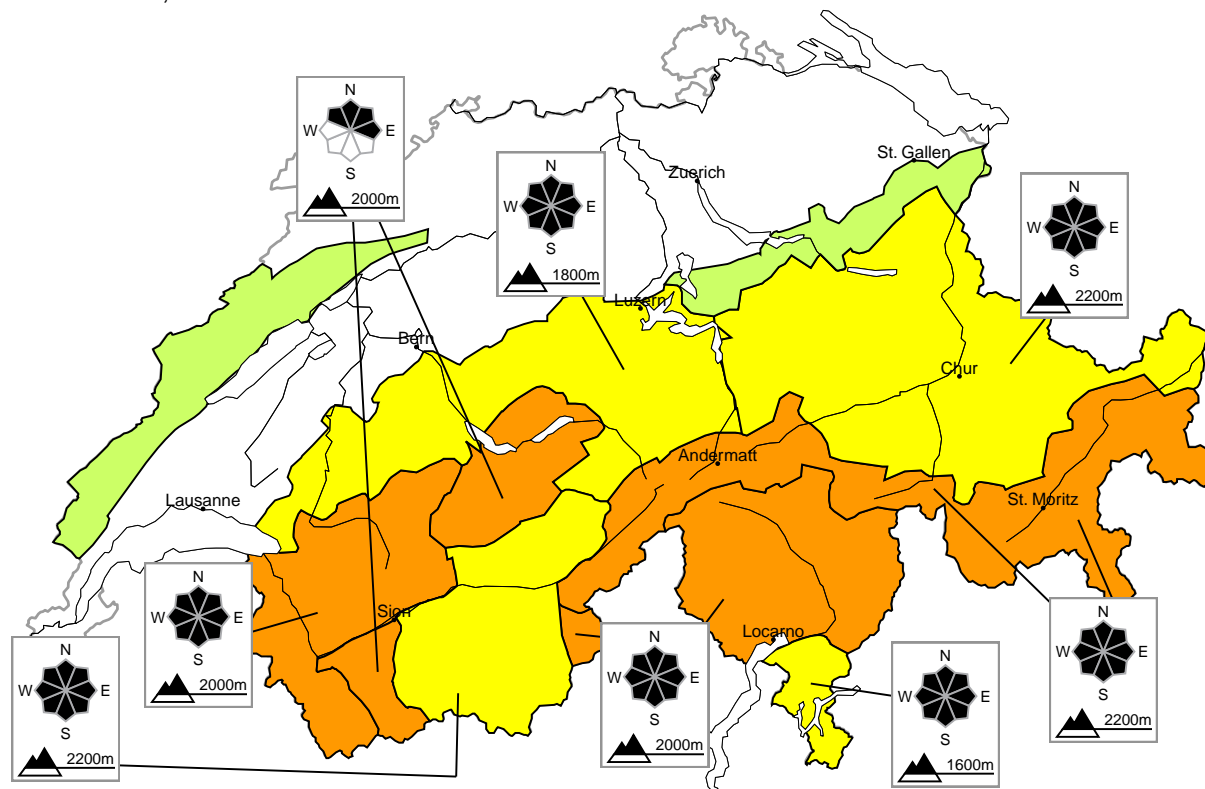 N
W E
S
2000m
N
W E
S
1800m
N
W E
S
2200m
St. Gallen
Zuerich
Luzern
Bern
Chur
Andermatt
Lausanne
St. Moritz
Sion
Locarno
N
W E
S
2000m
N
W E
S
2200m
N
W E
S
2000m
N
W E
S
1600m
N
W E
S
2200m